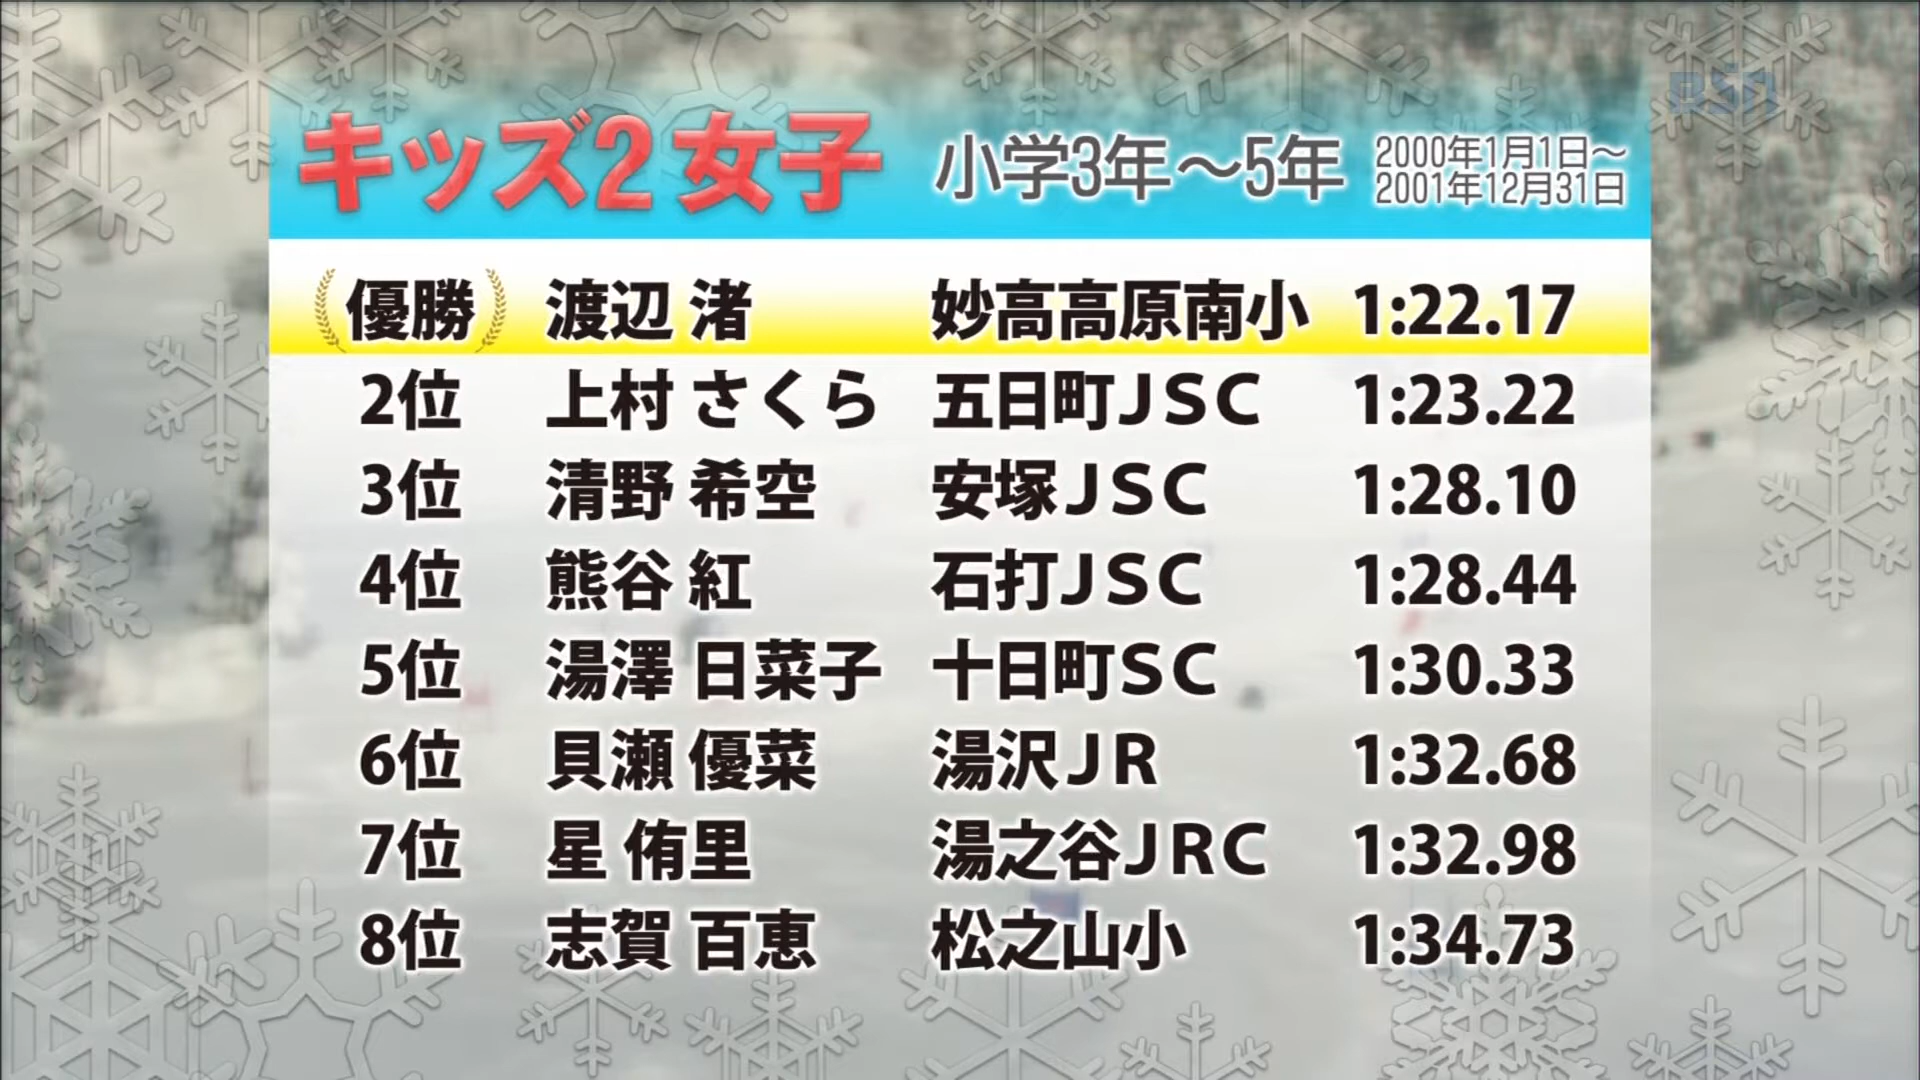 BSN
キッズ2 女子 小学3年～5年 2000年1月1日～
2001年12月31日
優勝 渡辺 渚 妙高高原南小 1:22.17
2位 上村 さくら 五日町JSC 1:23.22
3位 清野 希空 安塚JSC 1:28.10
4位 熊谷 紅 石打JSC 1:28.44
5位 湯澤 日菜子 十日町SC 1:30.33
6位 貝瀬 優菜 湯沢JR 1:32.68
7位 星 侑里 湯之谷JRC 1:32.98
8位 志賀 百恵 松之山小 1:34.73